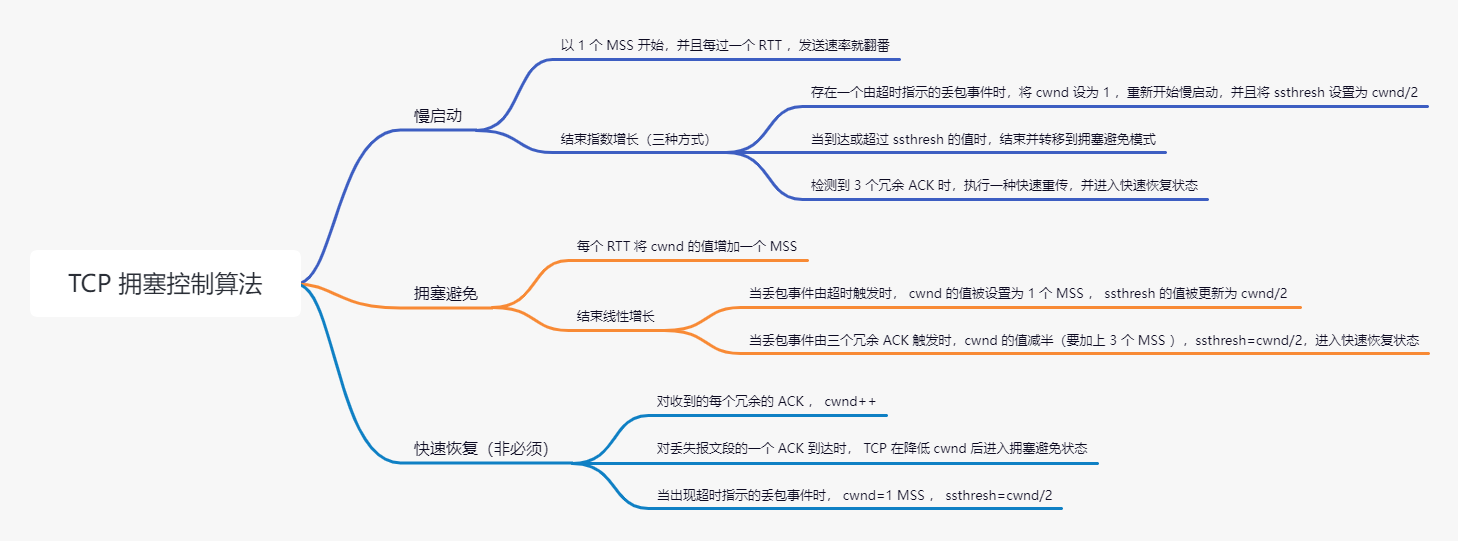 TCP 拥塞控制算法
慢启动
以 1 个 MSS 开始，并且每过一个 RTT ，发送速率就翻番
结束指数增长（三种方式）
存在一个由超时指示的丢包事件时，将 cwnd 设为 1 ，重新开始慢启动，并且将 ssthresh 设置为 cwnd/2
当到达或超过 ssthresh 的值时，结束并转移到拥塞避免模式
检测到 3 个冗余 ACK 时，执行一种快速重传，并进入快速恢复状态
拥塞避免
每个 RTT 将 cwnd 的值增加一个 MSS
结束线性增长
当丢包事件由超时触发时， cwnd 的值被设置为 1 个 MSS ， ssthresh 的值被更新为 cwnd/2
当丢包事件由三个冗余 ACK 触发时，cwnd 的值减半（要加上 3 个 MSS ），ssthresh=cwnd/2，进入快速恢复状态
快速恢复（非必须）
对收到的每个冗余的 ACK ， cwnd++
对丢失报文段的一个 ACK 到达时， TCP 在降低 cwnd 后进入拥塞避免状态
当出现超时指示的丢包事件时， cwnd=1 MSS ， ssthresh=cwnd/2